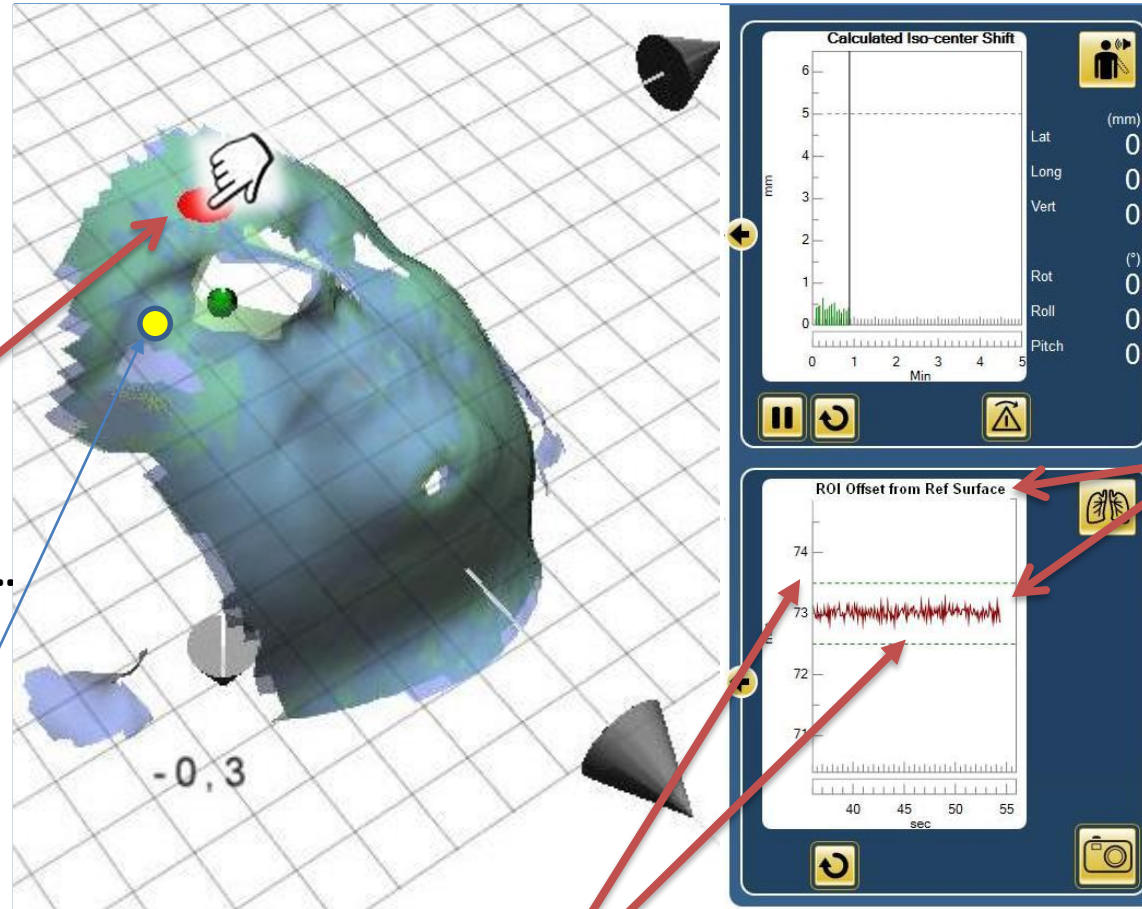 Calculated Iso-center Shift
6
5
4
3
2
1
0
mm
0 1 2 3 4 5
Min
(mm)
Lat 0
Long 0
Vert 0
(°)
Rot 0
Roll 0
Pitch 0
ROI Offset from Ref Surface
74
73
72
71
40 45 50 55
sec
..
-0,3